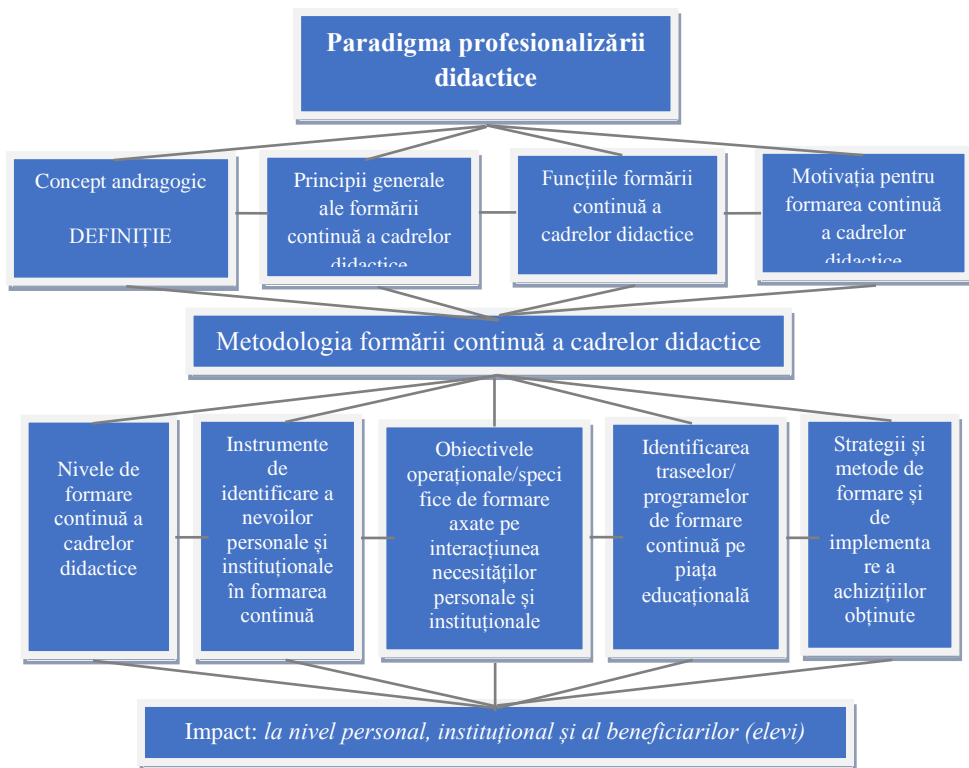 Paradigma profesionalizării
didactice
Concept andragogic
DEFINIȚIE
Principii generale
ale formării
continuă a cadrelor
didactice
Funcțiile formării
continuă a
cadrelor didactice
Motivația pentru
formarea continuă
a cadrelor
didactice
Metodologia formării continuă a cadrelor didactice
Nivele de
formare
continuă a
cadrelor
didactice
Instrumente
de
identificare a
nevoilor
personale și
instituționale
în formarea
continuă
Obiectivele
operaționale/speci
fice de formare
axate pe
interacțiunea
necesităților
personale și
instituționale
Identificarea
traseelor/
programelor
de formare
continuă pe
piața
educațională
Strategii și
metode de
formare și
de
implementa
re a
achizițiilor
obținute
Impact: la nivel personal, instituțional și al beneficiarilor (elevi)